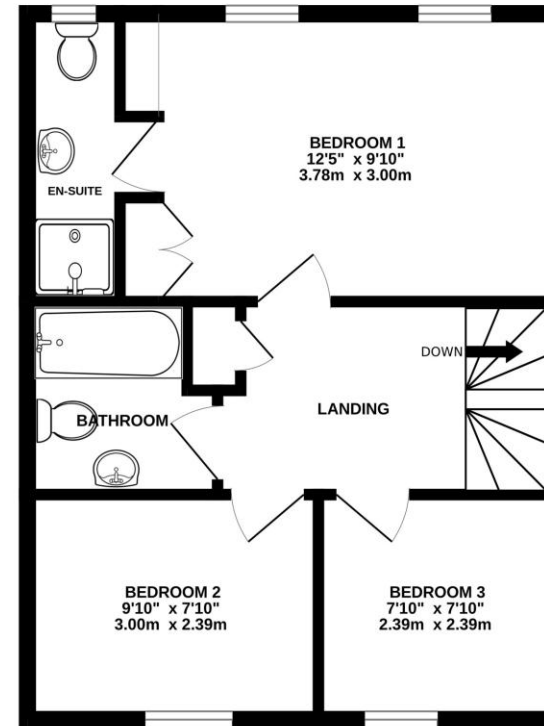 BEDROOM 1
12'5" x 9'10"
3.78m x 3.00m
EN-SUITE
DOWN
LANDING
BATHROOM
BEDROOM 2
9'10" x 7'10"
3.00m x 2.39m
BEDROOM 3
7'10" x 7'10"
2.39m x 2.39m